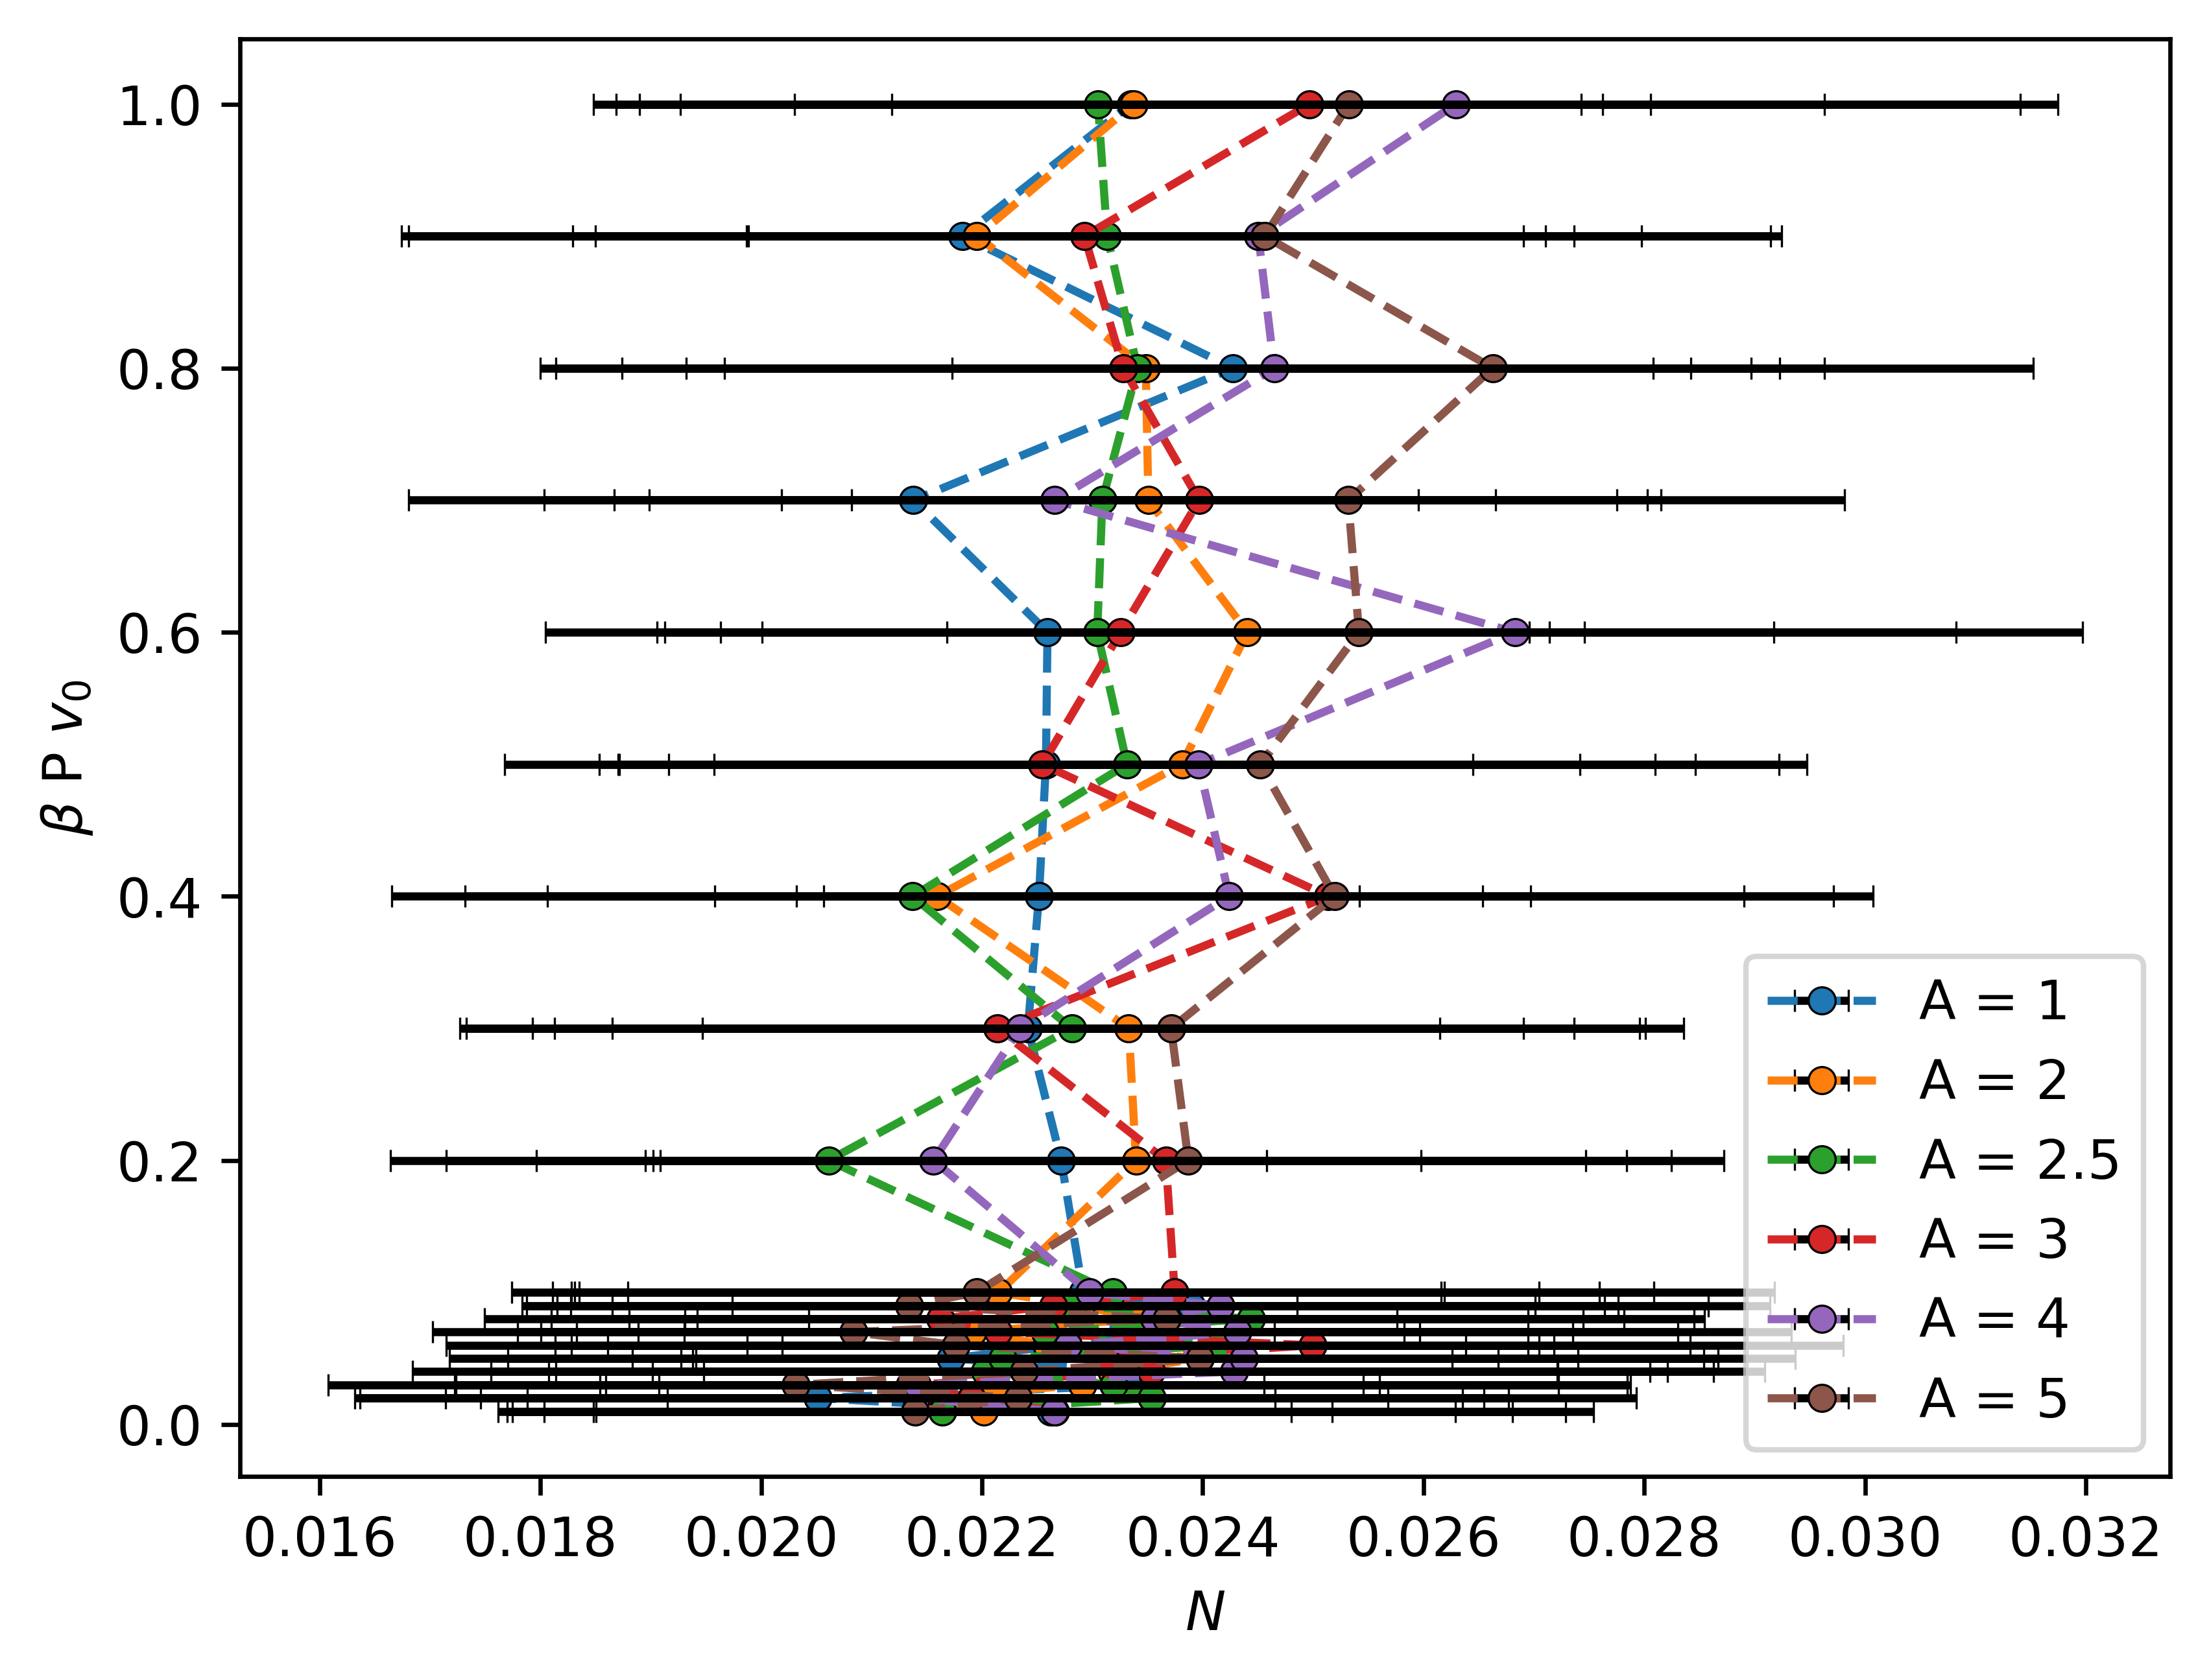 1.0
0.8
0.6
0.4
0.2
0.0
β P v₀
0.016 0.018 0.020 0.022 0.024 0.026 0.028 0.030 0.032
N
A = 1
A = 2
A = 2.5
A = 3
A = 4
A = 5